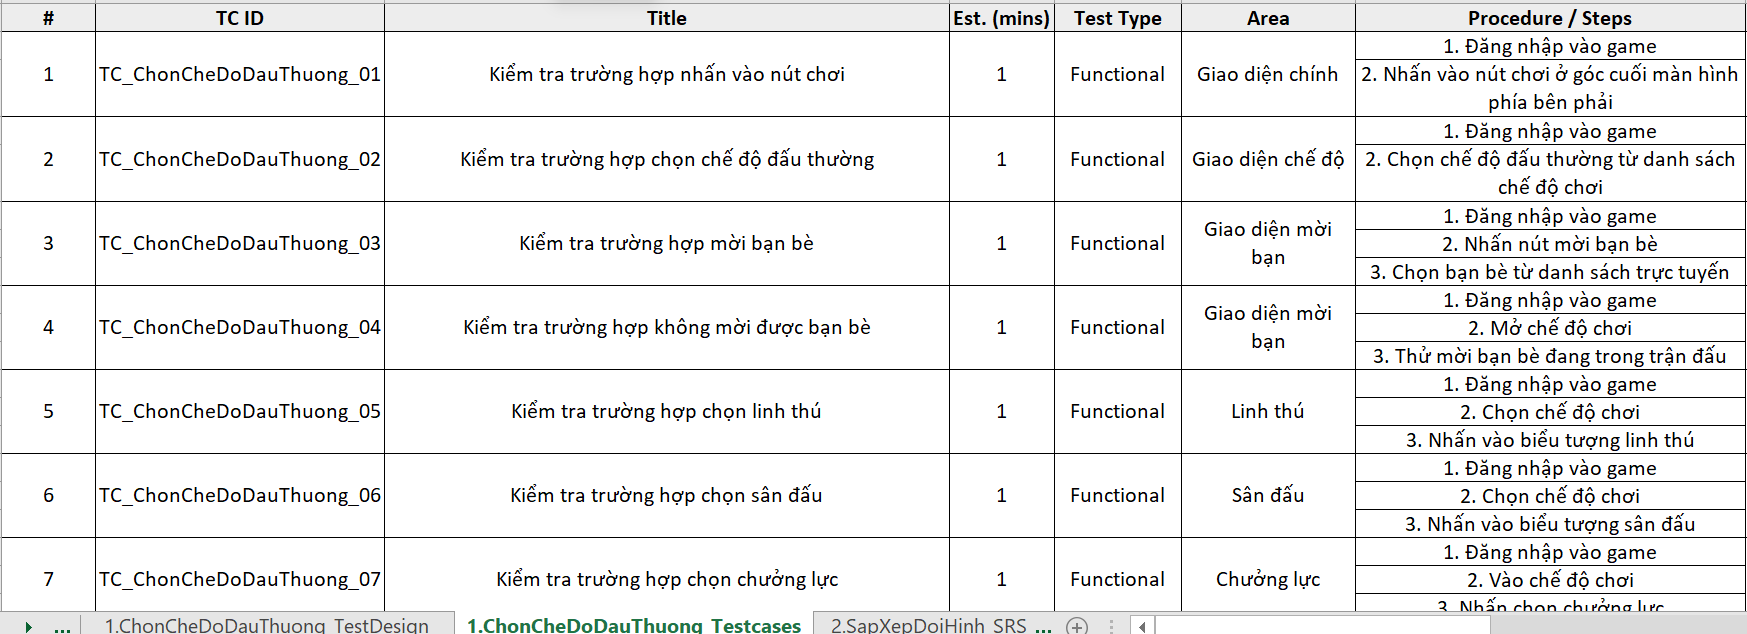 # TC ID Title Est. (mins) Test Type Area Procedure / Steps
1 TC_ChonCheDoDauThuong_01 Kiểm tra trường hợp nhấn vào nút chơi 1 Functional Giao diện chính 1. Đăng nhập vào game
2. Nhấn vào nút chơi ở góc cuối màn hình
phía bên phải
2 TC_ChonCheDoDauThuong_02 Kiểm tra trường hợp chọn chế độ đấu thường 1 Functional Giao diện chế độ 1. Đăng nhập vào game
2. Chọn chế độ đấu thường từ danh sách
chế độ chơi
3 TC_ChonCheDoDauThuong_03 Kiểm tra trường hợp mời bạn bè 1 Functional Giao diện mời
bạn
1. Đăng nhập vào game
2. Nhấn nút mời bạn bè
3. Chọn bạn bè từ danh sách trực tuyến
4 TC_ChonCheDoDauThuong_04 Kiểm tra trường hợp không mời được bạn bè 1 Functional Giao diện mời
bạn
1. Đăng nhập vào game
2. Mở chế độ chơi
3. Thử mời bạn bè đang trong trận đấu
5 TC_ChonCheDoDauThuong_05 Kiểm tra trường hợp chọn linh thú 1 Functional Linh thú 1. Đăng nhập vào game
2. Chọn chế độ chơi
3. Nhấn vào biểu tượng linh thú
6 TC_ChonCheDoDauThuong_06 Kiểm tra trường hợp chọn sân đấu 1 Functional Sân đấu 1. Đăng nhập vào game
2. Chọn chế độ chơi
3. Nhấn vào biểu tượng sân đấu
7 TC_ChonCheDoDauThuong_07 Kiểm tra trường hợp chọn chưởng lực 1 Functional Chưởng lực 1. Đăng nhập vào game
2. Vào chế độ chơi
3. Nhấn chọn chưởng lực
... 1.ChonCheDoDauThuong_TestDesign 1.ChonCheDoDauThuong_Testcases 2.SapXepDoiHinh_SRS ...